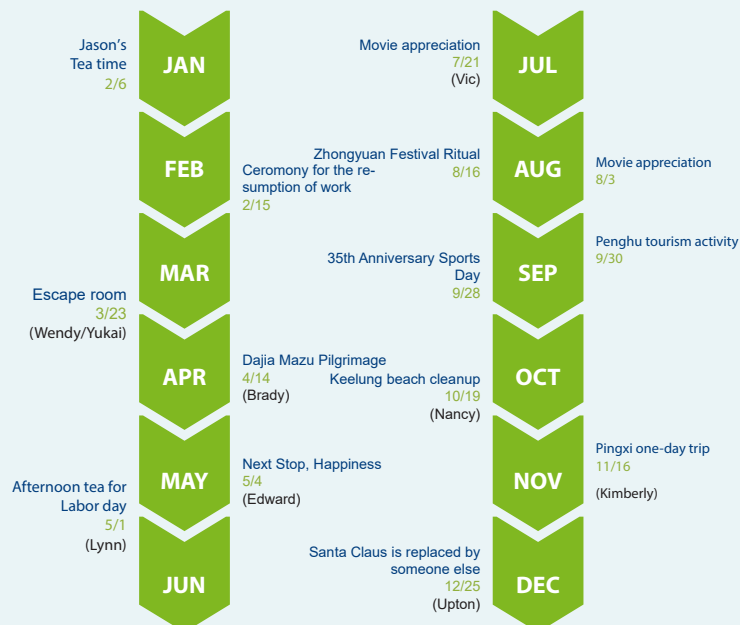 JAN
Jason's
Tea time
2/6
FEB
Ceremony for the re-
sumption of work
2/15
MAR
Escape room
3/23
(Wendy/Yukai)
APR
Dajia Mazu Pilgrimage
4/14
(Brady)
MAY
Next Stop, Happiness
5/4
(Edward)
Afternoon tea for
Labor day
5/1
(Lynn)
JUN
JUL
Movie appreciation
7/21
(Vic)
AUG
Zhongyuan Festival Ritual
8/16
Movie appreciation
8/3
SEP
35th Anniversary Sports
Day
9/28
Penghu tourism activity
9/30
OCT
Keelung beach cleanup
10/19
(Nancy)
NOV
Pingxi one-day trip
11/16
(Kimberly)
DEC
Santa Claus is replaced by
someone else
12/25
(Upton)